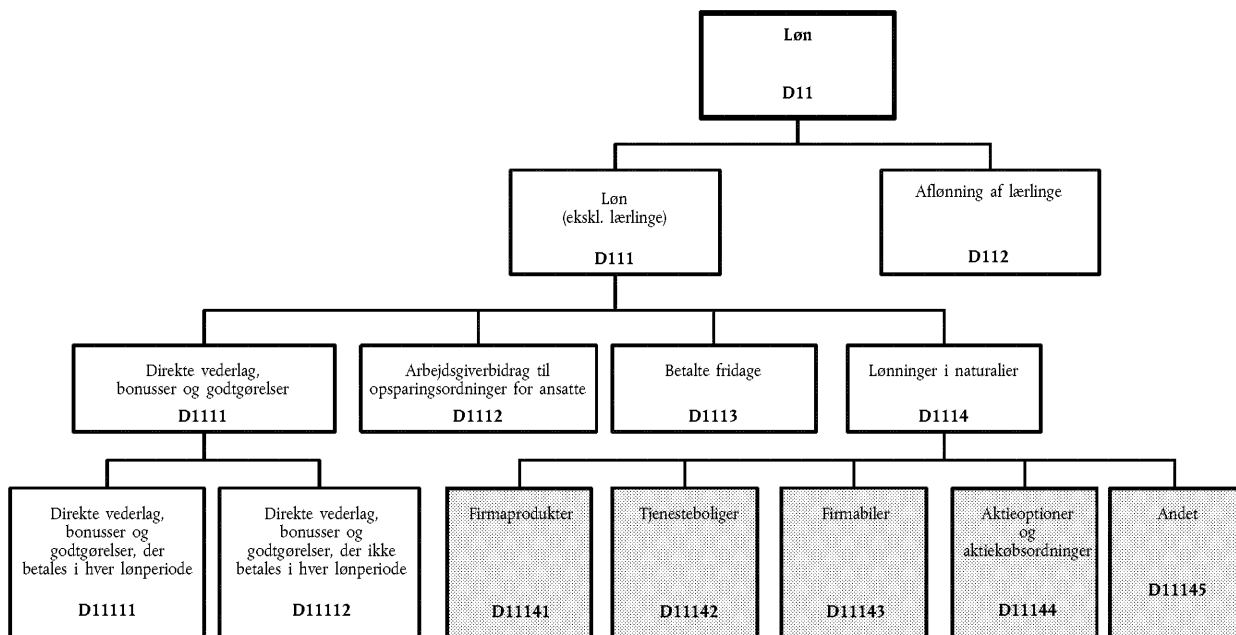 Løn
D11
Løn
(ekskl. lærlinge)
D111
Aflønning af lærlinge
D112
Direkte vederlag,
bonusser og godtgørelser
D1111
Arbejdsgiverbidrag til
opsparingsordninger for ansatte
D1112
Betalte fridage
D1113
Lønninger i naturalier
D1114
Direkte vederlag,
bonusser og
godtgørelser, der
betales i hver lønperiode
D11111
Direkte vederlag,
bonusser og
godtgørelser, der ikke
betales i hver lønperiode
D11112
Firmaprodukter
D11141
Tjenesteboliger
D11142
Firmabiler
D11143
Aktieoptioner
og
aktiekøbsordninger
D11144
Andet
D11145